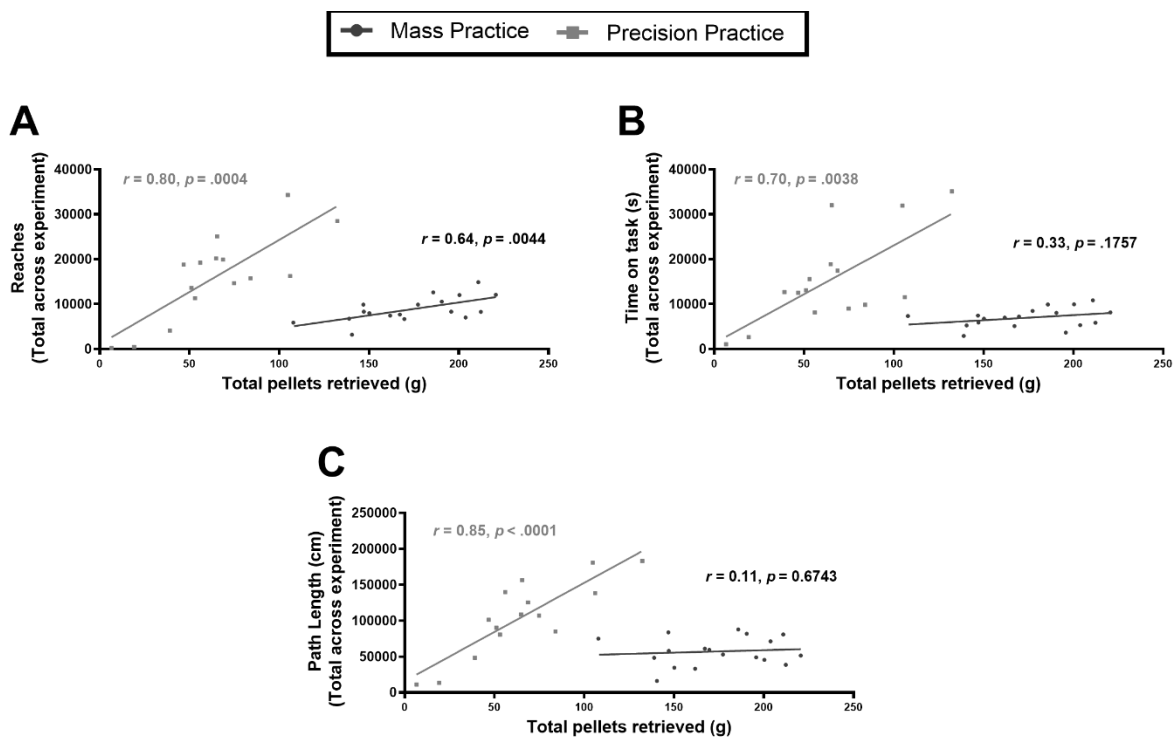 Mass Practice Precision Practice
A
Reaches
(Total across experiment)
40000
30000
20000
10000
0
r = 0.80, p = .0004
r = 0.64, p = .0044
0 50 100 150 200 250
Total pellets retrieved (g)
B
Time on task (s)
(Total across experiment)
40000
30000
20000
10000
0
r = 0.70, p = .0038
r = 0.33, p = .1757
0 50 100 150 200 250
Total pellets retrieved (g)
C
Path Length (cm)
(Total across experiment)
250000
200000
150000
100000
50000
0
r = 0.85, p < .0001
r = 0.11, p = 0.6743
0 50 100 150 200 250
Total pellets retrieved (g)